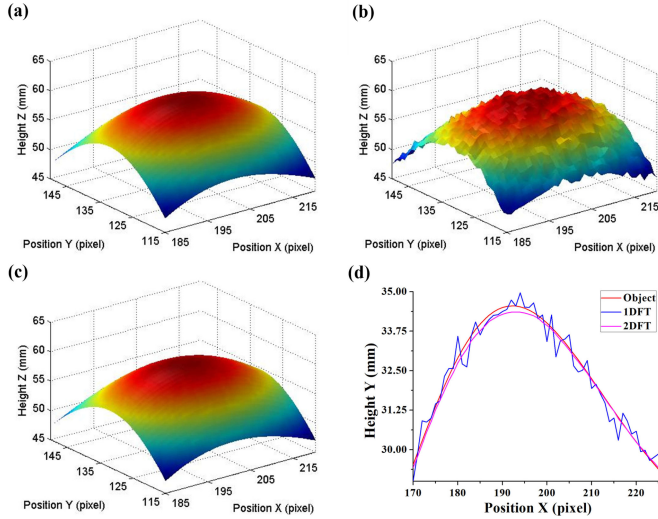 (a)
65
60
55
50
45
Height Z (mm)
145
135
125
115
Position Y (pixel)
185
195
205
215
Position X (pixel)
(b)
65
60
55
50
45
Height Z (mm)
145
135
125
115
Position Y (pixel)
185
195
205
215
Position X (pixel)
(c)
65
60
55
50
45
Height Z (mm)
145
135
125
115
Position Y (pixel)
185
195
205
215
Position X (pixel)
(d)
35.00
33.75
32.50
31.25
30.00
Height Y (mm)
Object
1DFT
2DFT
170 180 190 200 210 220
Position X (pixel)